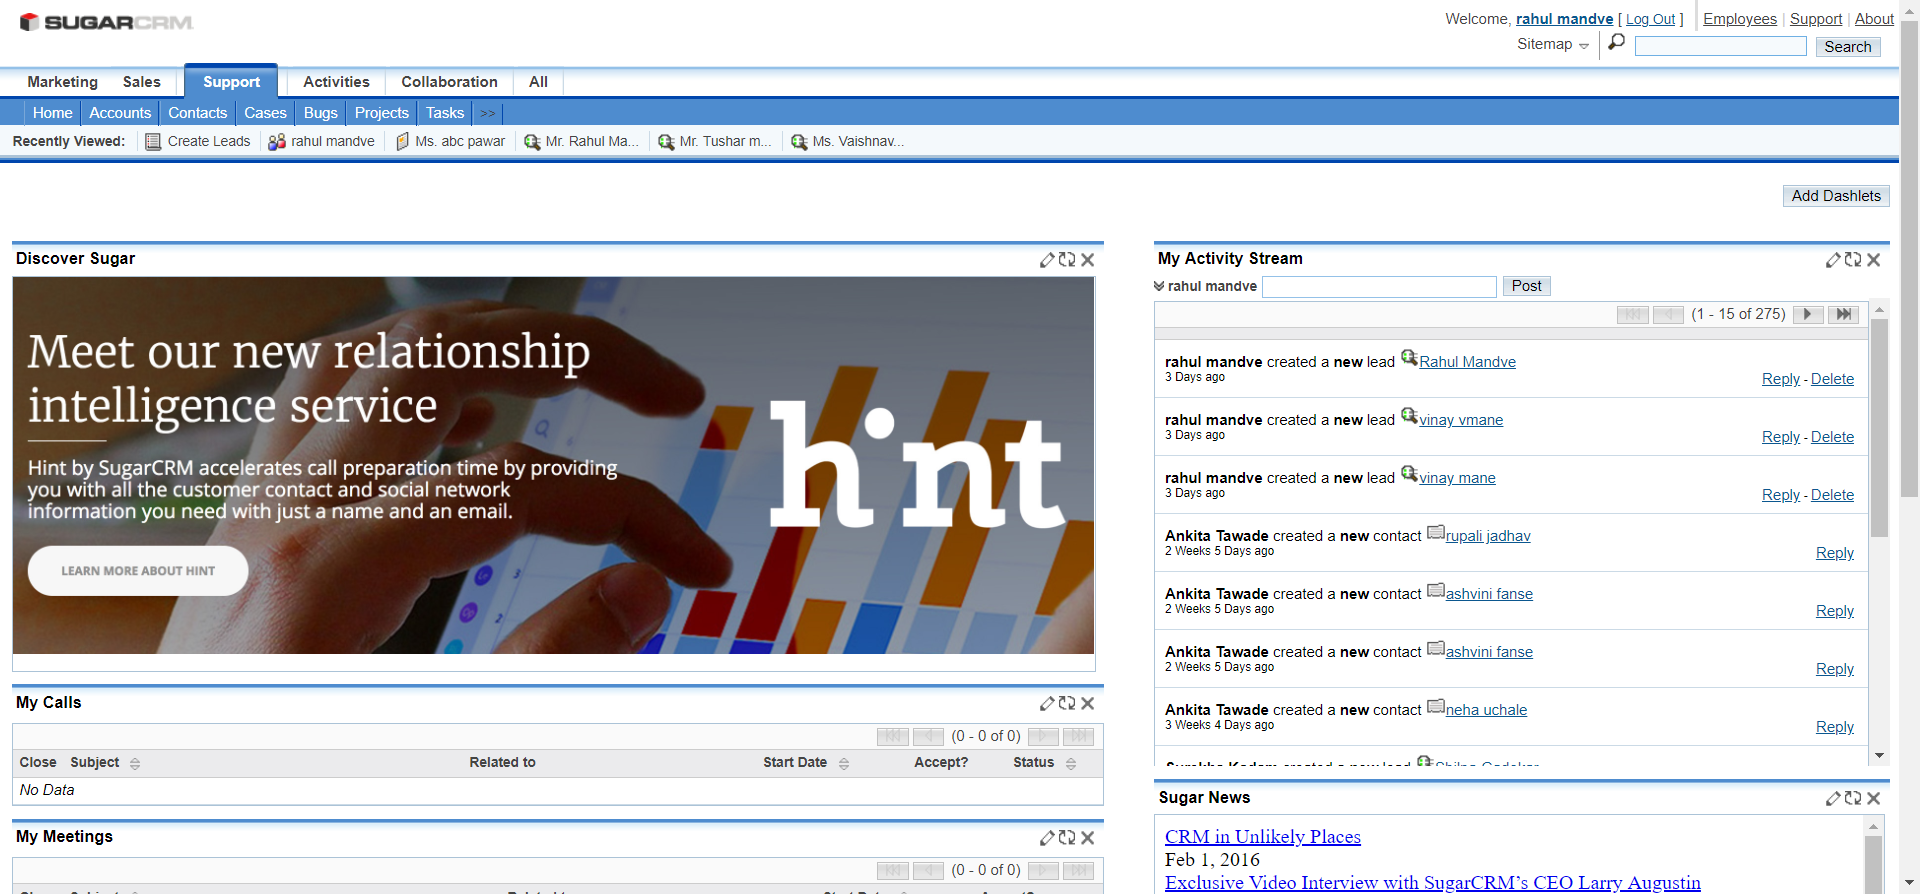 SUGARCRM
Welcome, rahul mandve [ Log Out ] Employees | Support | About
Sitemap Search
Marketing Sales Support Activities Collaboration All
Home Accounts Contacts Cases Bugs Projects Tasks >>
Recently Viewed: Create Leads rahul mandve Ms. abc pawar Mr. Rahul Ma... Mr. Tushar m... Ms. Vaishnav...
Add Dashlets
Discover Sugar
Meet our new relationship
intelligence service
Hint by SugarCRM accelerates call preparation time by providing
you with all the customer contact and social network
information you need with just a name and an email.
LEARN MORE ABOUT HINT
hint
My Calls
(0 - 0 of 0)
Close Subject Related to Start Date Accept? Status
No Data
My Meetings
(0 - 0 of 0)
My Activity Stream
rahul mandve Post
(1 - 15 of 275)
rahul mandve created a new lead Rahul Mandve
3 Days ago
Reply - Delete
rahul mandve created a new lead vinay vmane
3 Days ago
Reply - Delete
rahul mandve created a new lead vinay mane
3 Days ago
Reply - Delete
Ankita Tawade created a new contact rupali jadhav
2 Weeks 5 Days ago
Reply
Ankita Tawade created a new contact ashvini fanse
2 Weeks 5 Days ago
Reply
Ankita Tawade created a new contact ashvini fanse
2 Weeks 5 Days ago
Reply
Ankita Tawade created a new contact neha uchale
3 Weeks 4 Days ago
Reply
Sugar News
CRM in Unlikely Places
Feb 1, 2016
Exclusive Video Interview with SugarCRM's CEO Larry Augustin